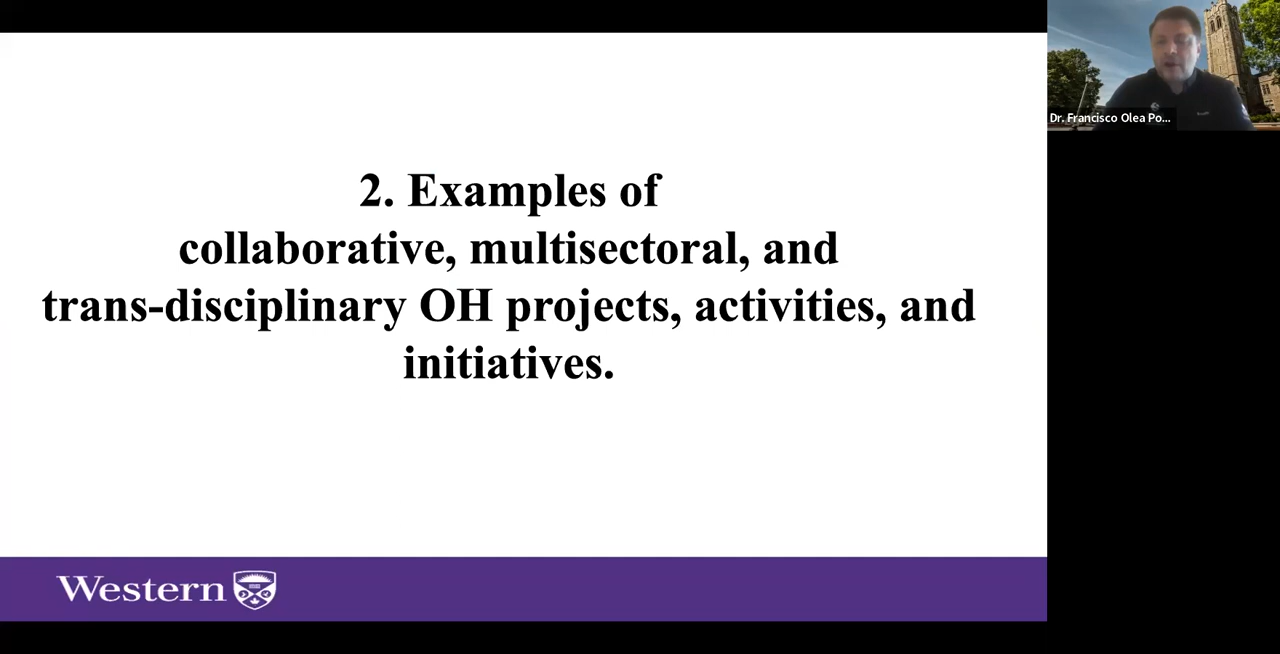 2. Examples of
collaborative, multisectoral, and
trans-disciplinary OH projects, activities, and
initiatives.
Western
Dr. Francisco Olea Po...